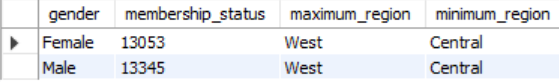 gender membership_status maximum_region minimum_region
Female 13053 West Central
Male 13345 West Central